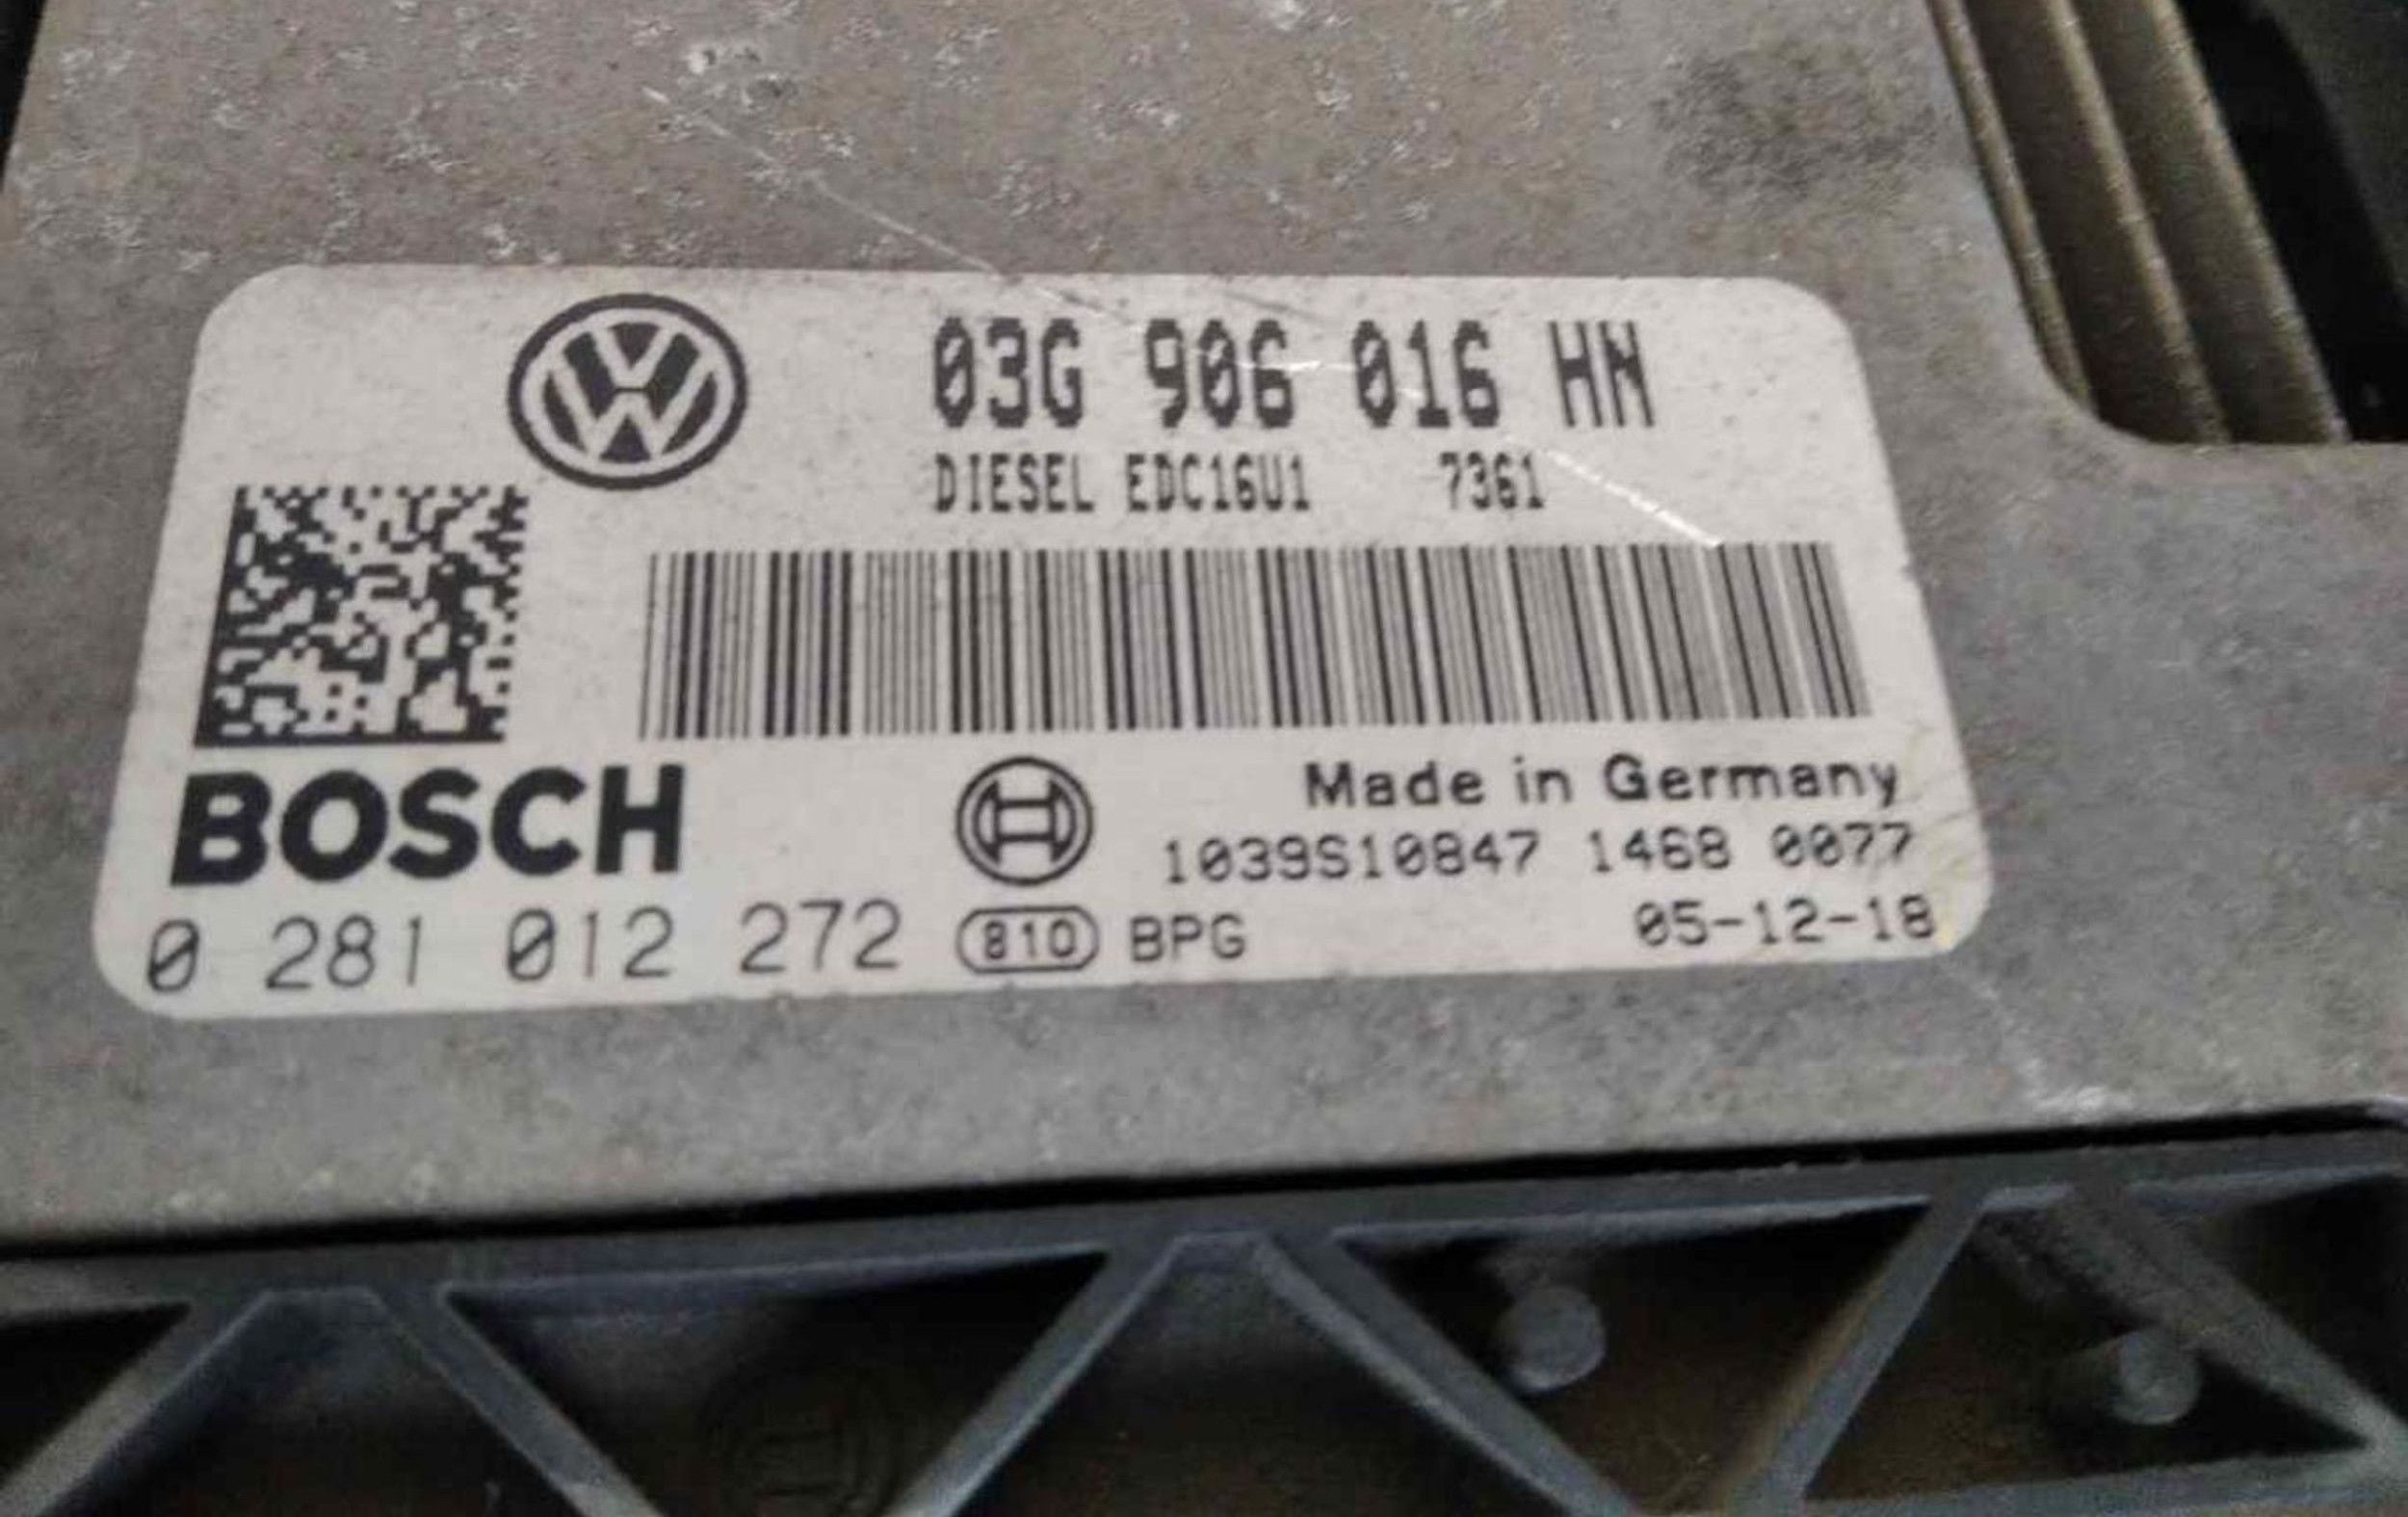 03G 906 016 HN
DIESEL EDC16U1 7361
BOSCH
Made in Germany
1039S10847 1468 0077
0 281 012 272 810 BPG 05-12-18